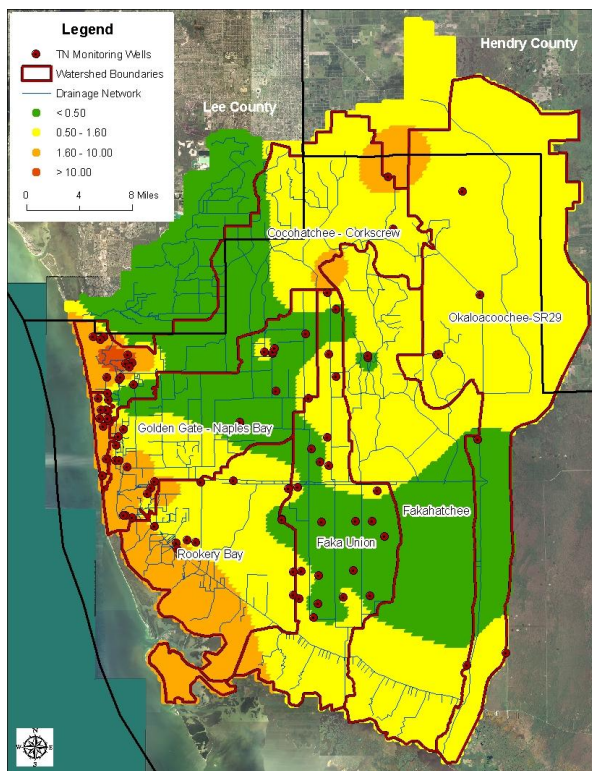 Legend
TN Monitoring Wells
Watershed Boundaries
Drainage Network
< 0.50
0.50 - 1.60
1.60 - 10.00
> 10.00
0 4 8 Miles
Hendry County
Lee County
Cocohatchee - Corkscrew
Okaloacoochee-SR29
Golden Gate - Naples Bay
Fakahatchee
Faka Union
Rookery Bay
N
W E
S